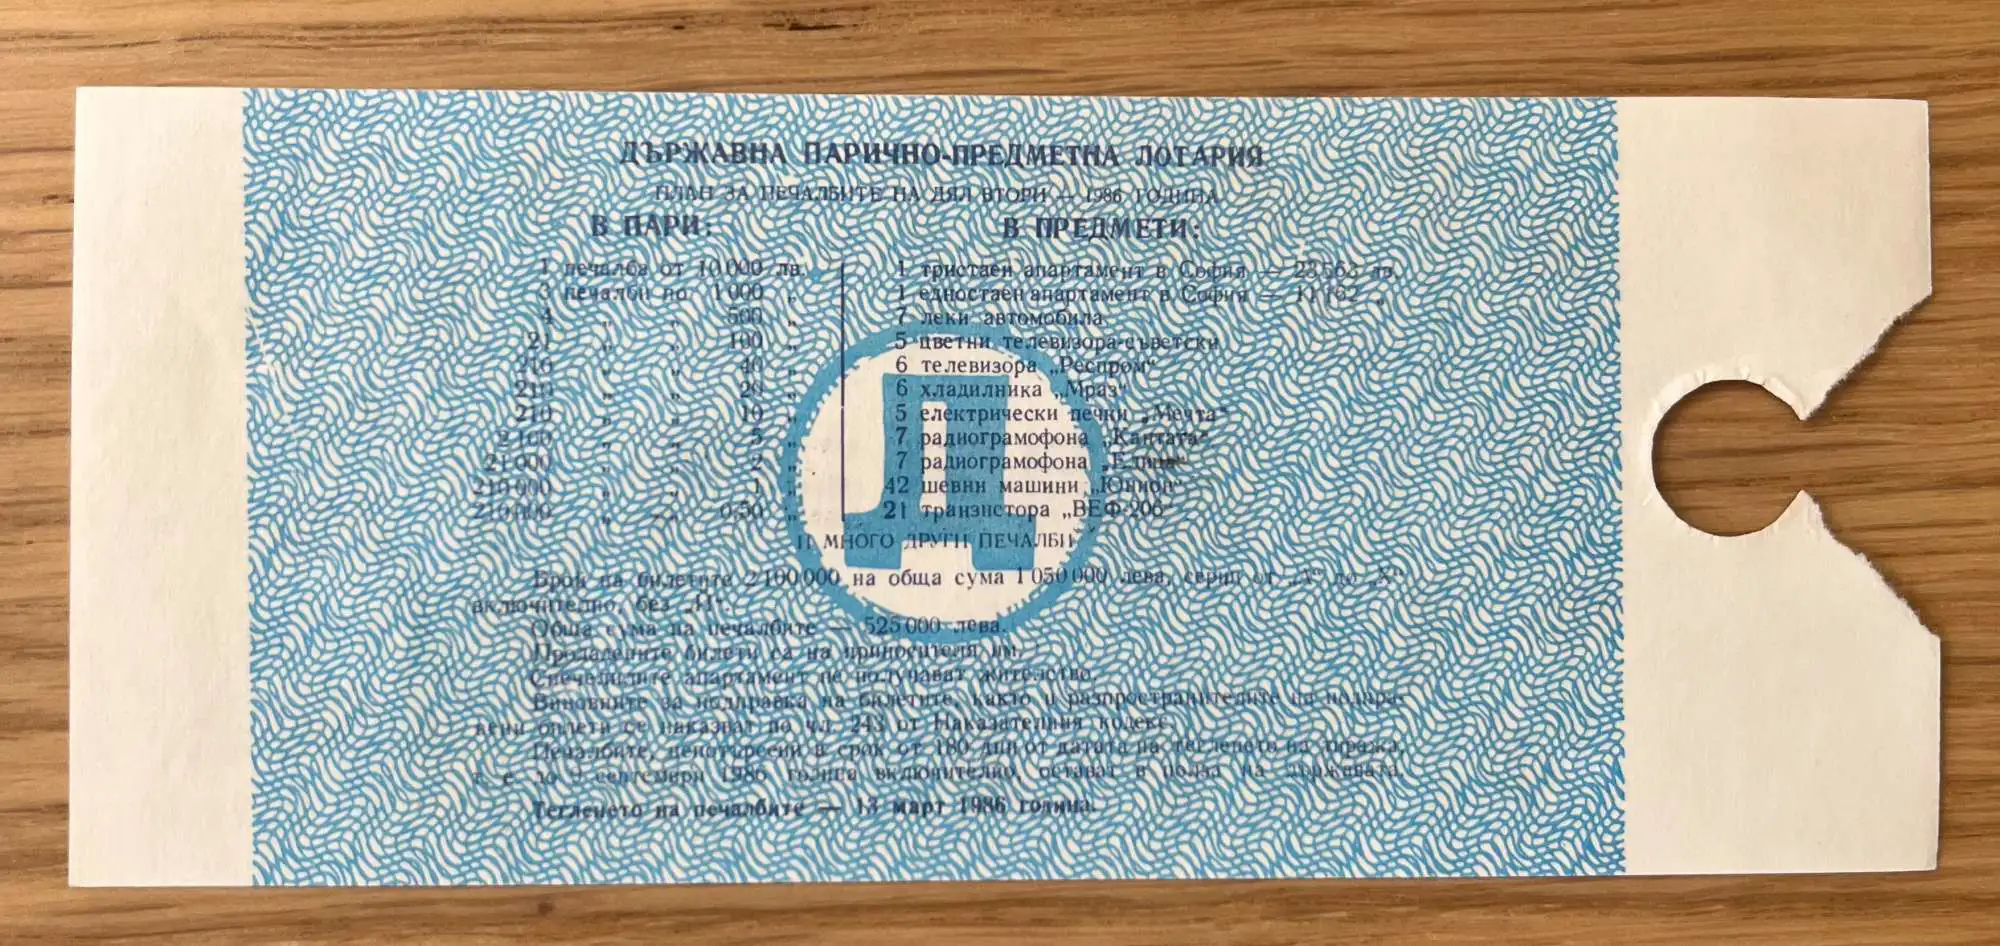 ДЪРЖАВНА ПАРИЧНО-ПРЕДМЕТНА ЛОТАРИЯ
ПЛАН ЗА ПЕЧАЛБИТЕ НА ДЯЛ ВТОРИ — 1986 ГОДИНА
В ПАРИ:
1 печалба от 10 000 лв.
3 печалби по 1 000 „
4 „ „ 500 „
21 „ „ 100 „
210 „ „ 40 „
210 „ „ 20 „
210 „ „ 10 „
2 100 „ „ 5 „
21 000 „ „ 2 „
210 000 „ „ 1 „
210 000 „ „ 0,50 „
В ПРЕДМЕТИ:
1 тристаен апартамент в София — 23 563 лв.
1 едностаен апартамент в София — 11 162 „
7 леки автомобила
5 цветни телевизора-съветски
6 телевизора „Респром“
6 хладилника „Мраз“
5 електрически печки „Мечта“
7 радиограмофона „Кантата“
7 радиограмофона „Елица“
42 шевни машини „Юнион“
21 транзистора „ВЕФ-206“
И МНОГО ДРУГИ ПЕЧАЛБИ
Д
Брой на билетите 2 100 000 на обща сума 1 050 000 лева, серии от „А“ до „Х“
включително, без „Й“.
Обща сума на печалбите — 525 000 лева.
Продадените билети са на приносителя им.
Спечелилите апартамент не получават жителство.
Виновните за подправка на билетите, както и разпространителите на подпра-
вени билети се наказват по чл. 243 от Наказателния кодекс.
Печалбите, непотърсени в срок от 180 дни от датата на тегленето на тиража,
т. е. до 9 септември 1986 година включително, остават в полза на държавата.
Тегленето на печалбите — 13 март 1986 година.